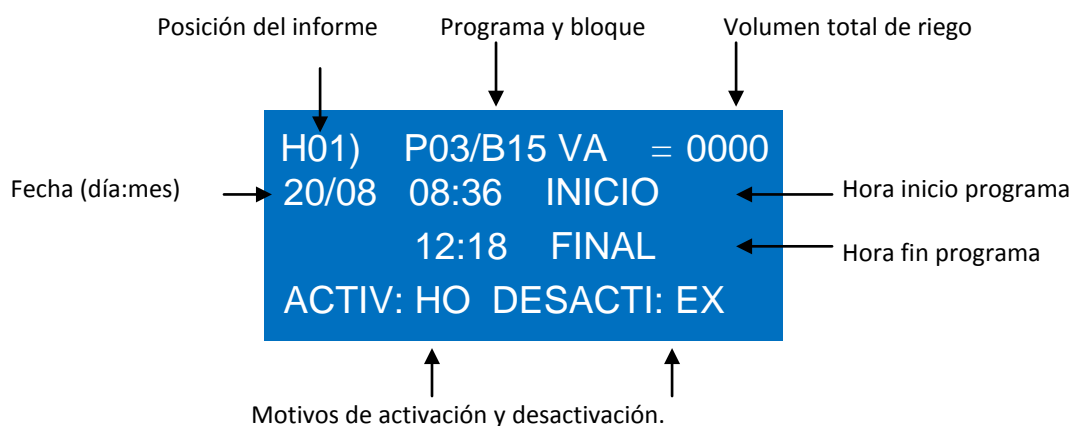 Posición del informe Programa y bloque Volumen total de riego
H01) P03/B15 VA = 0000
Fecha (día:mes) 20/08 08:36 INICIO Hora inicio programa
12:18 FINAL Hora fin programa
ACTIV: HO DESACTI: EX
Motivos de activación y desactivación.